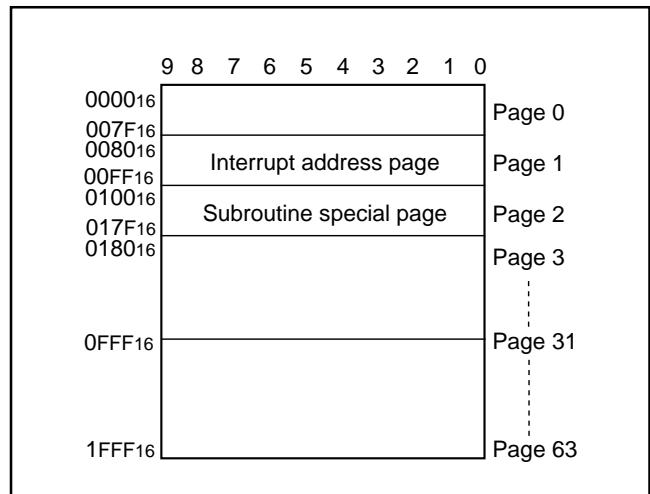 9 8 7 6 5 4 3 2 1 0
000016
Page 0
007F16
008016
Interrupt address page
Page 1
00FF16
010016
Subroutine special page
Page 2
017F16
018016
Page 3
0FFF16
Page 31
1FFF16
Page 63